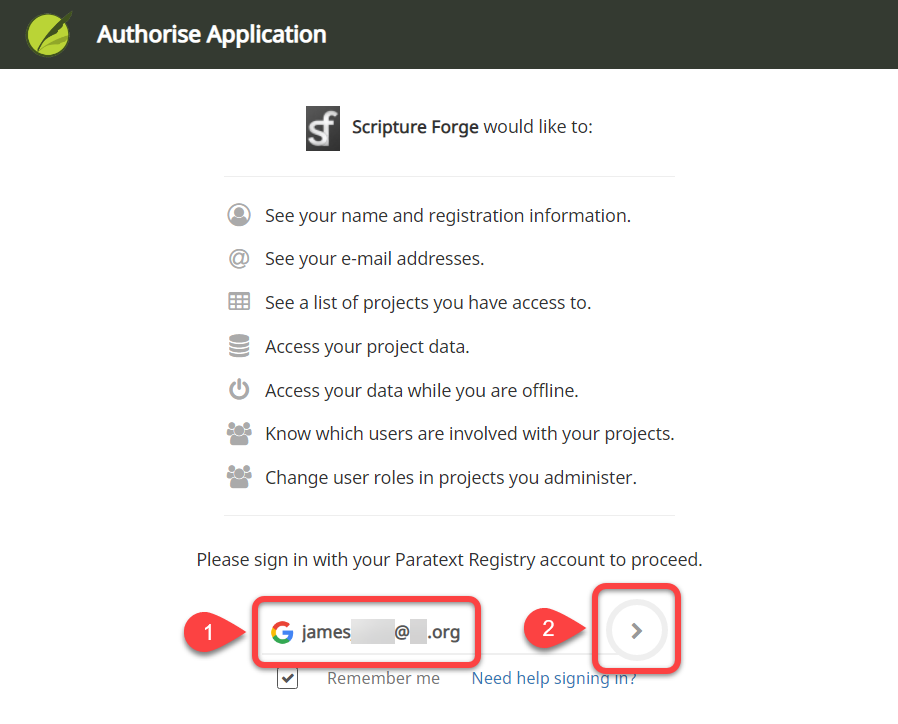 Authorise Application
sf Scripture Forge would like to:
See your name and registration information.
@ See your e-mail addresses.
See a list of projects you have access to.
Access your project data.
Access your data while you are offline.
Know which users are involved with your projects.
Change user roles in projects you administer.
Please sign in with your Paratext Registry account to proceed.
1 G james @ .org 2 >
Remember me Need help signing in?